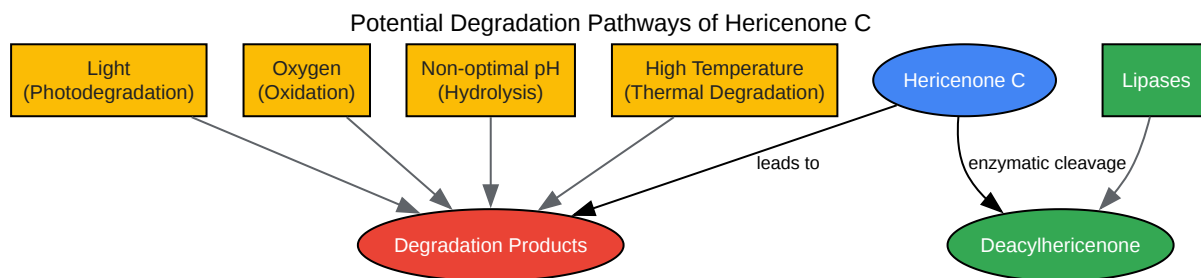 Potential Degradation Pathways of Hericenone C
Light
(Photodegradation)
Oxygen
(Oxidation)
Non-optimal pH
(Hydrolysis)
High Temperature
(Thermal Degradation)
Hericenone C
Lipases
leads to
enzymatic cleavage
Degradation Products
Deacylhericenone